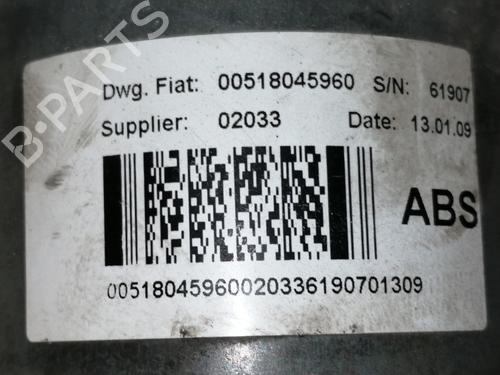 Dwg. Fiat: 00518045960 S/N: 61907
Supplier: 02033 Date: 13.01.09
ABS
00518045960020336190701309
B-PARTS